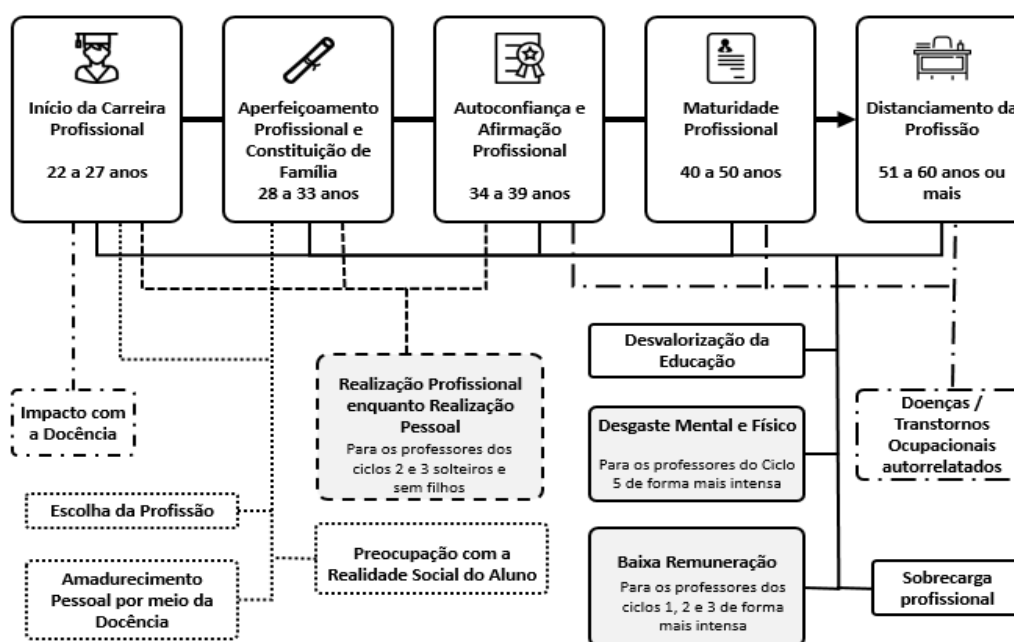 Início da Carreira
Profissional
22 a 27 anos
Aperfeiçoamento
Profissional e
Constituição de
Família
28 a 33 anos
Autoconfiança e
Afirmação
Profissional
34 a 39 anos
Maturidade
Profissional
40 a 50 anos
Distanciamento da
Profissão
51 a 60 anos ou
mais
Impacto com
a Docência
Realização Profissional
enquanto Realização
Pessoal
Para os professores dos
ciclos 2 e 3 solteiros e
sem filhos
Desvalorização da
Educação
Desgaste Mental e Físico
Para os professores do Ciclo
5 de forma mais intensa
Doenças /
Transtornos
Ocupacionais
autorrelatados
Escolha da Profissão
Amadurecimento
Pessoal por meio da
Docência
Preocupação com a
Realidade Social do Aluno
Baixa Remuneração
Para os professores dos
ciclos 1, 2 e 3 de forma
mais intensa
Sobrecarga
profissional